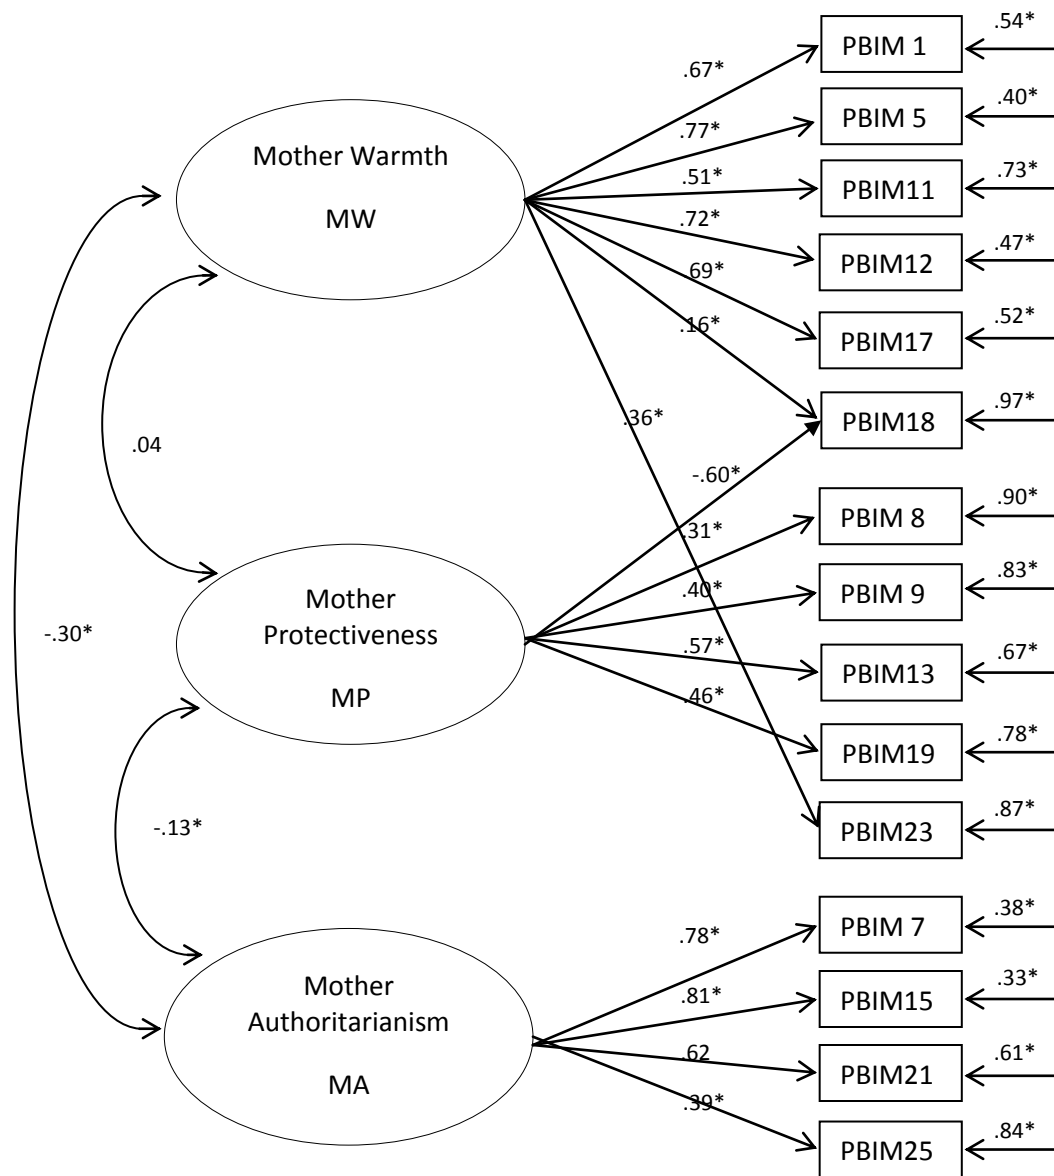 .54*
PBIM 1
.67*
.40*
PBIM 5
.77*
Mother Warmth
MW
.51*
PBIM11
.73*
.72*
PBIM12
.47*
.69*
PBIM17
.52*
.16*
PBIM18
.97*
.36*
.04
-.60*
PBIM 8
.90*
.31*
Mother
Protectiveness
MP
.40*
PBIM 9
.83*
-.30*
.57*
PBIM13
.67*
.46*
PBIM19
.78*
-.13*
PBIM23
.87*
Mother
Authoritarianism
MA
.78*
PBIM 7
.38*
.81*
PBIM15
.33*
.62
PBIM21
.61*
.39*
PBIM25
.84*